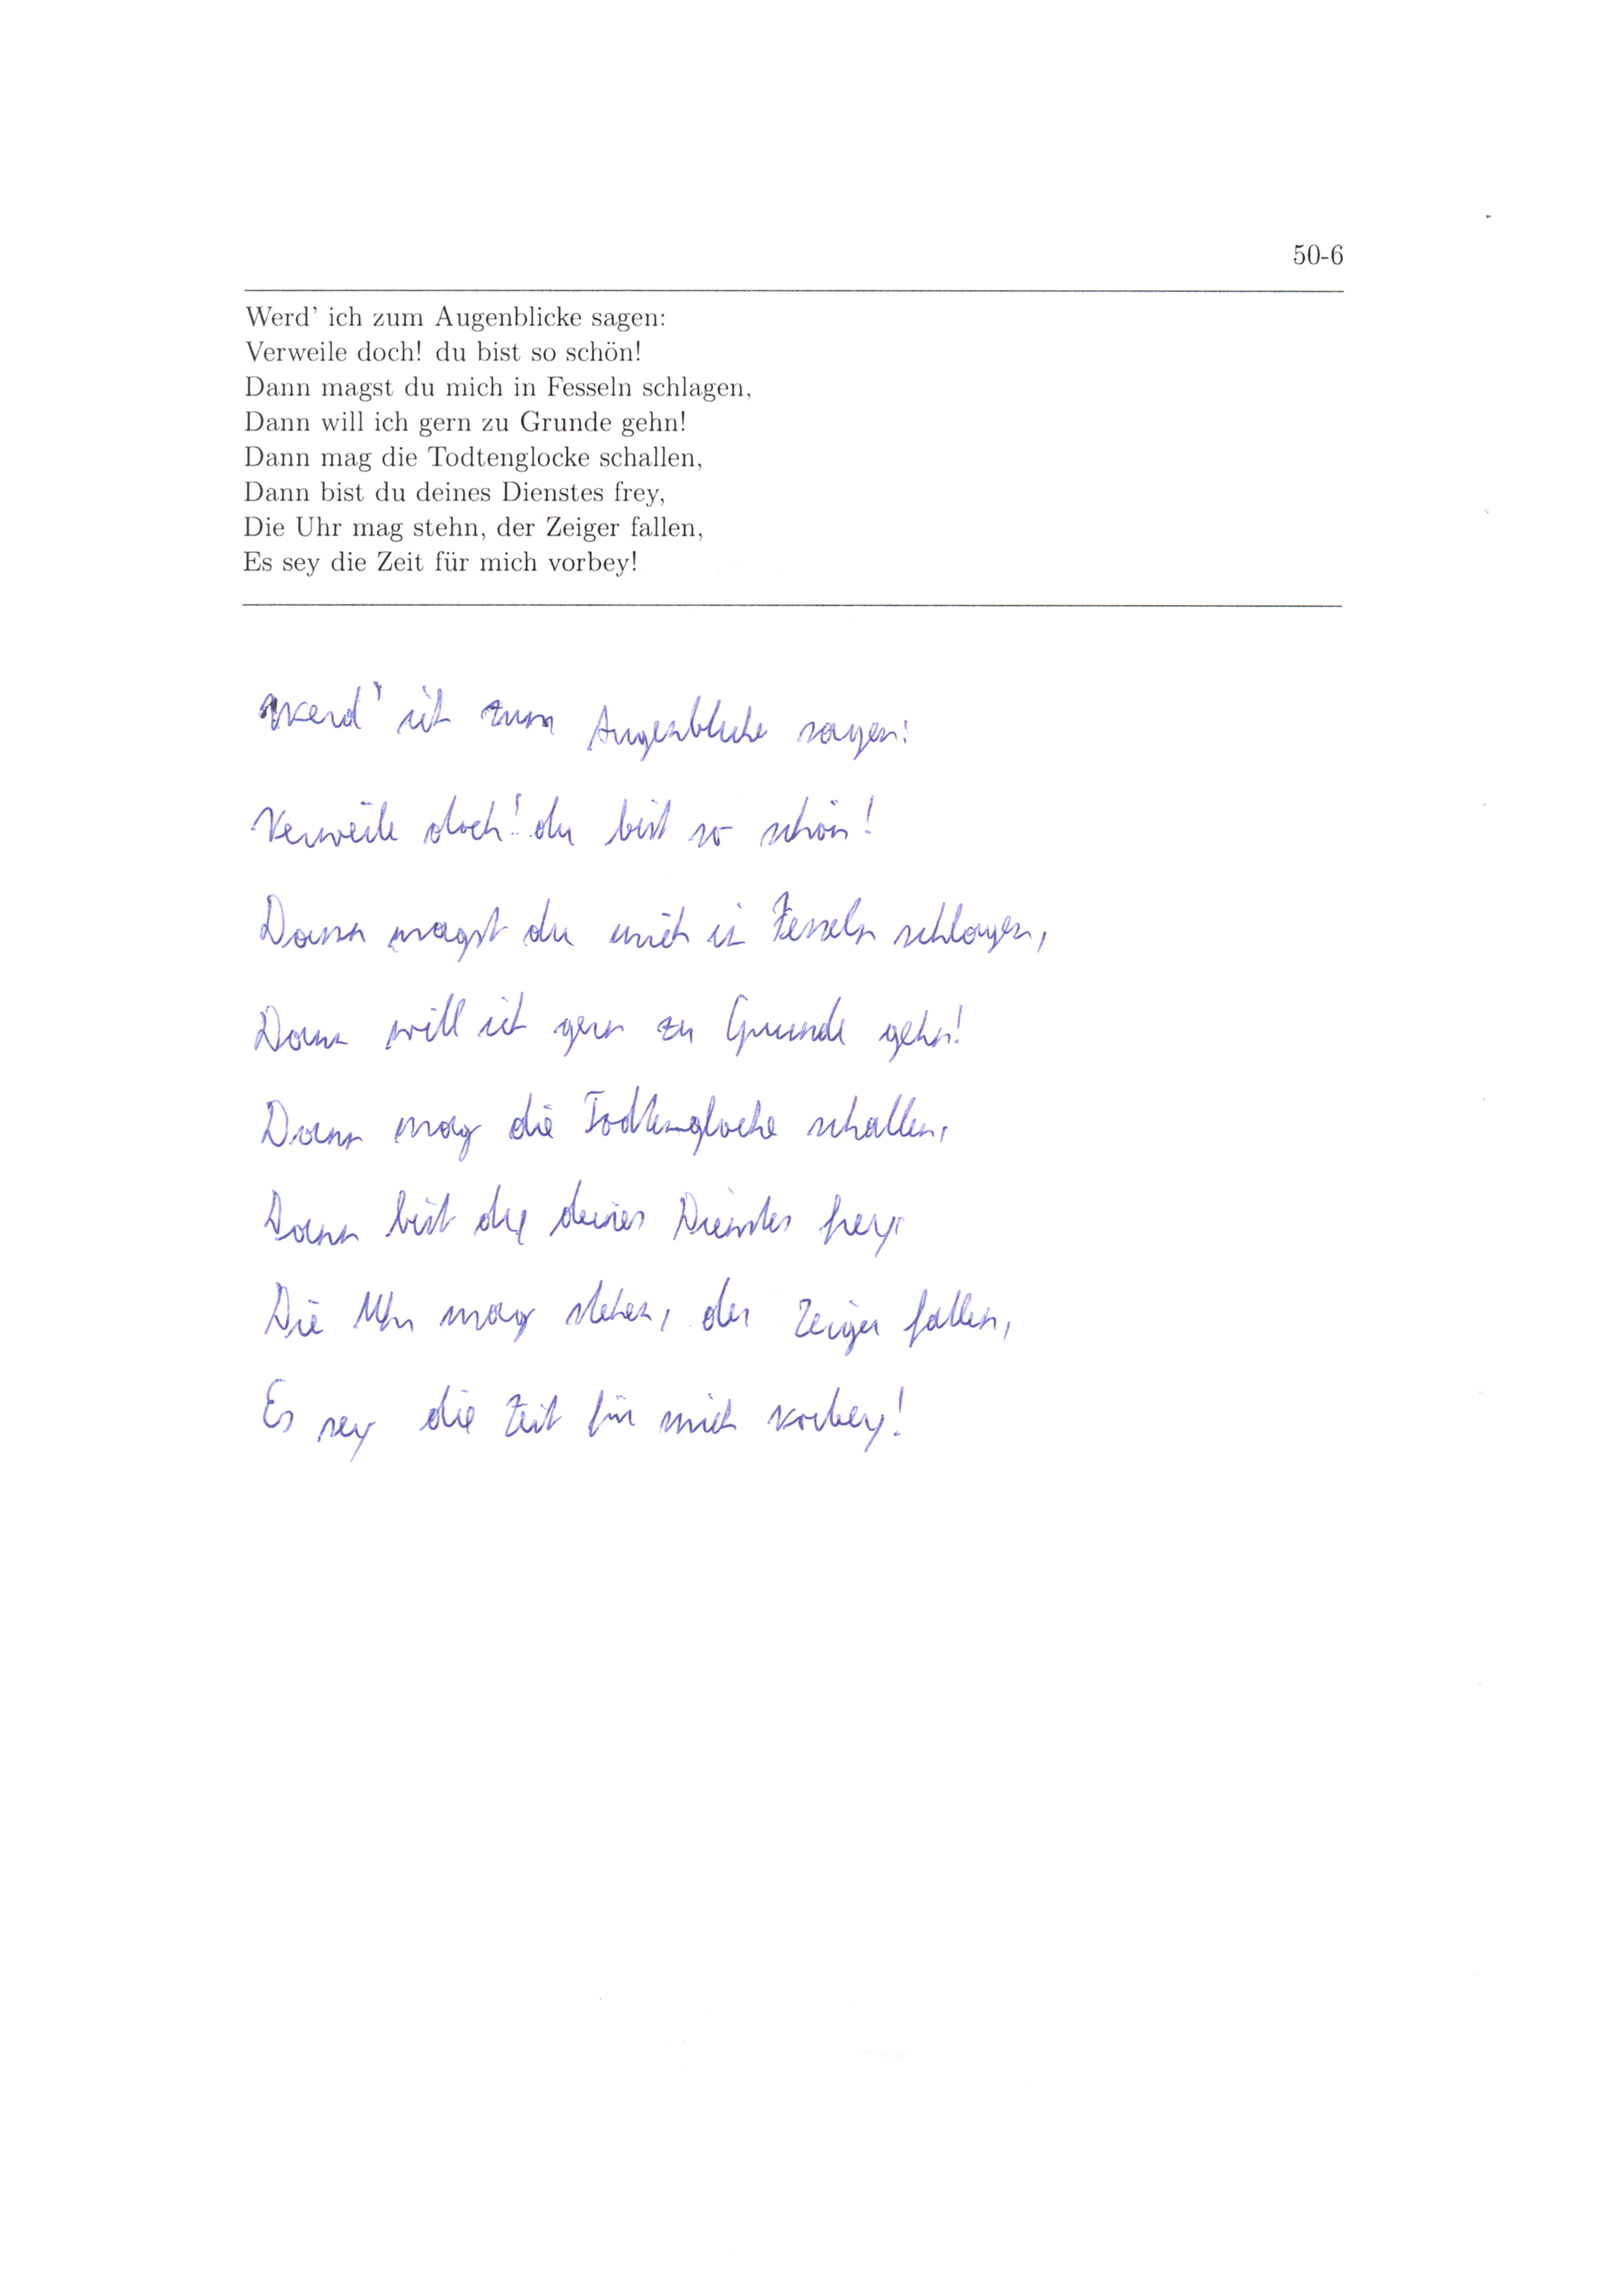 50-6
Werd' ich zum Augenblicke sagen:
Verweile doch! du bist so schön!
Dann magst du mich in Fesseln schlagen,
Dann will ich gern zu Grunde gehn!
Dann mag die Todtenglocke schallen,
Dann bist du deines Dienstes frey,
Die Uhr mag stehn, der Zeiger fallen,
Es sey die Zeit für mich vorbey!
Werd' ich zum Augenblicke sagen:
Verweile doch! du bist so schön!
Dann magst du mich in Fesseln schlagen,
Dann will ich gern zu Grunde gehn!
Dann mag die Todtenglocke schallen,
Dann bist du deines Dienstes frey,
Die Uhr mag stehen, der Zeiger fallen,
Es sey die Zeit für mich vorbey!